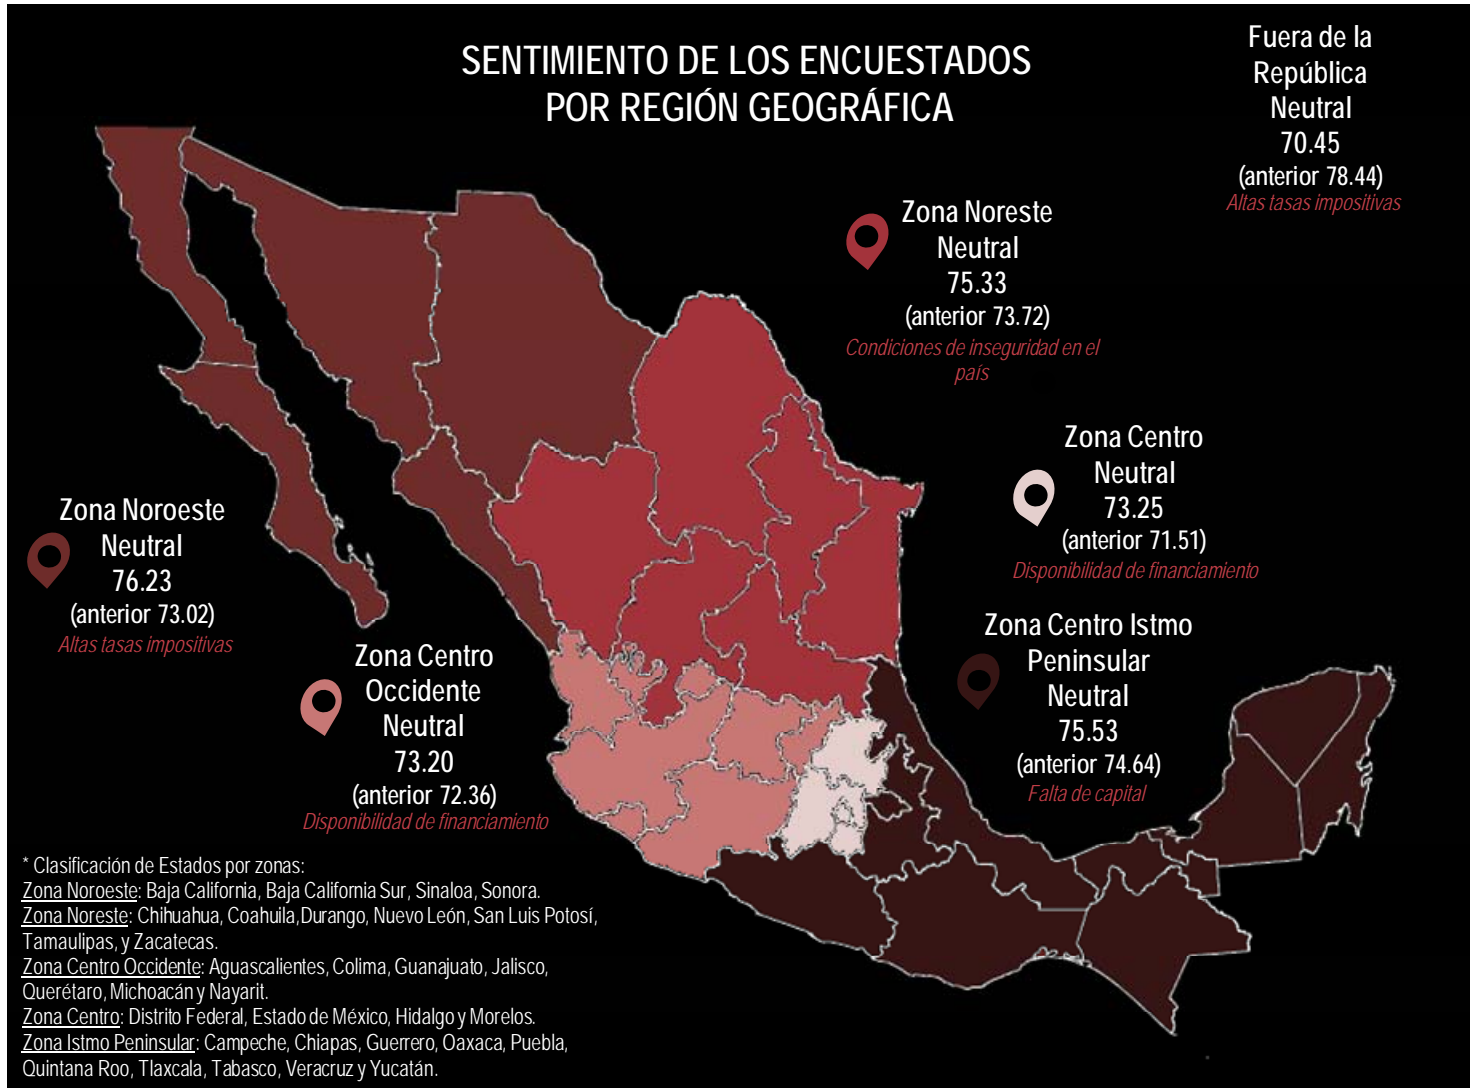 SENTIMIENTO DE LOS ENCUESTADOS
POR REGIÓN GEOGRÁFICA
Fuera de la
República
Neutral
70.45
(anterior 78.44)
Altas tasas impositivas
Zona Noreste
Neutral
75.33
(anterior 73.72)
Condiciones de inseguridad en el
país
Zona Centro
Neutral
73.25
(anterior 71.51)
Disponibilidad de financiamiento
Zona Noroeste
Neutral
76.23
(anterior 73.02)
Altas tasas impositivas
Zona Centro Istmo
Peninsular
Neutral
75.53
(anterior 74.64)
Falta de capital
Zona Centro
Occidente
Neutral
73.20
(anterior 72.36)
Disponibilidad de financiamiento
* Clasificación de Estados por zonas:
Zona Noroeste: Baja California, Baja California Sur, Sinaloa, Sonora.
Zona Noreste: Chihuahua, Coahuila,Durango, Nuevo León, San Luis Potosí,
Tamaulipas, y Zacatecas.
Zona Centro Occidente: Aguascalientes, Colima, Guanajuato, Jalisco,
Querétaro, Michoacán y Nayarit.
Zona Centro: Distrito Federal, Estado de México, Hidalgo y Morelos.
Zona Istmo Peninsular: Campeche, Chiapas, Guerrero, Oaxaca, Puebla,
Quintana Roo, Tlaxcala, Tabasco, Veracruz y Yucatán.